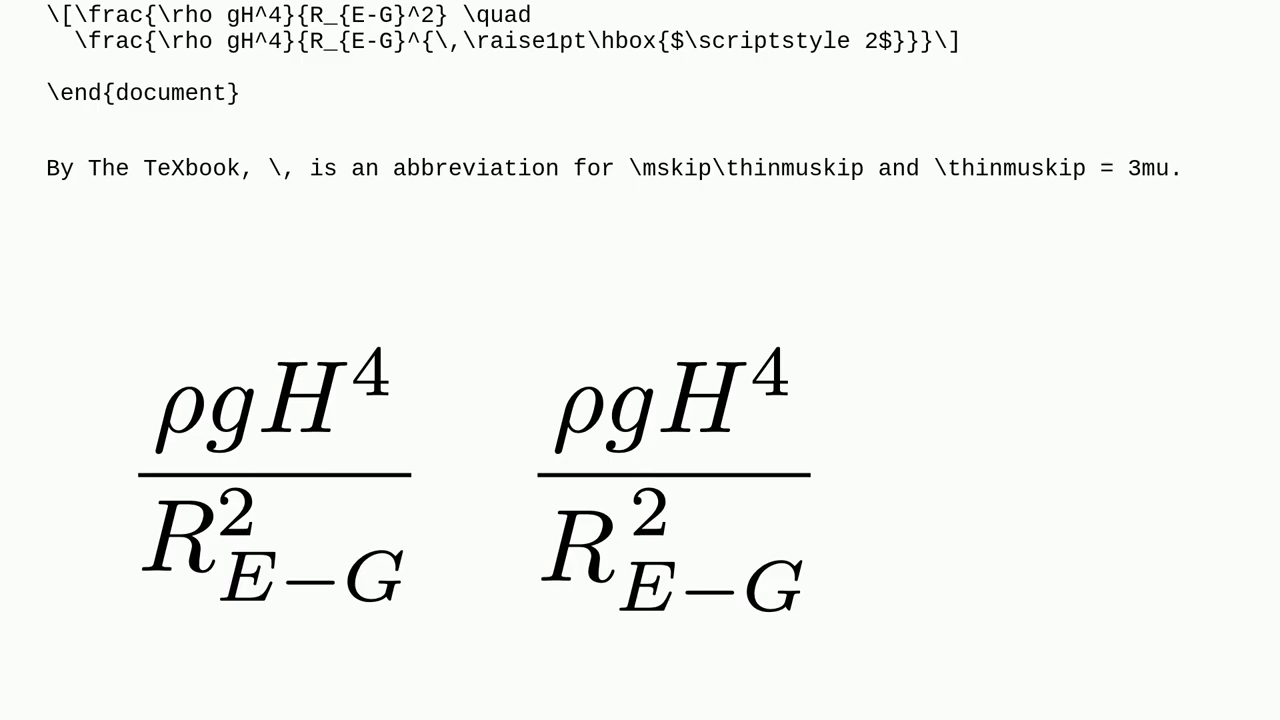 \[\frac{\rho gH^4}{R_{E-G}^2} \quad
  \frac{\rho gH^4}{R_{E-G}^{\,\raise1pt\hbox{$\scriptstyle 2$}}}\]
\end{document}
By The TeXbook, \, is an abbreviation for \mskip\thinmuskip and \thinmuskip = 3mu.
ρgH⁴ ρgH⁴
R²E−G R²E−G